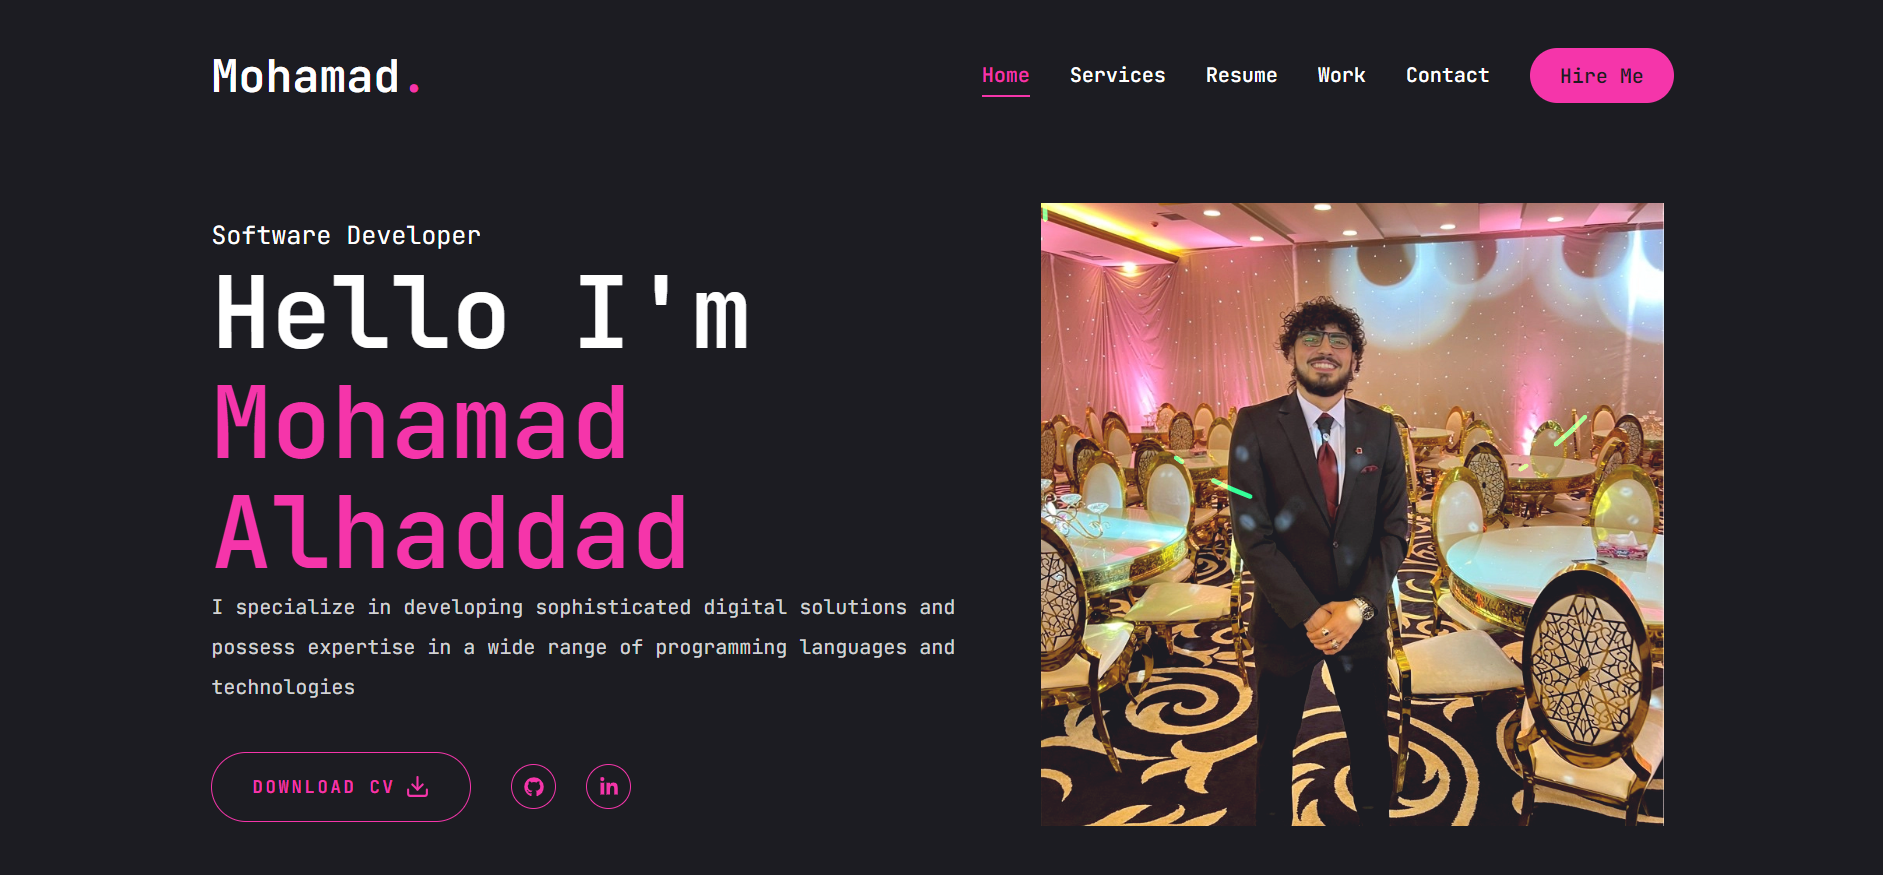 Mohamad.
Home Services Resume Work Contact Hire Me
Software Developer
Hello I'm
Mohamad
Alhaddad
I specialize in developing sophisticated digital solutions and
possess expertise in a wide range of programming languages and
technologies
DOWNLOAD CV
in